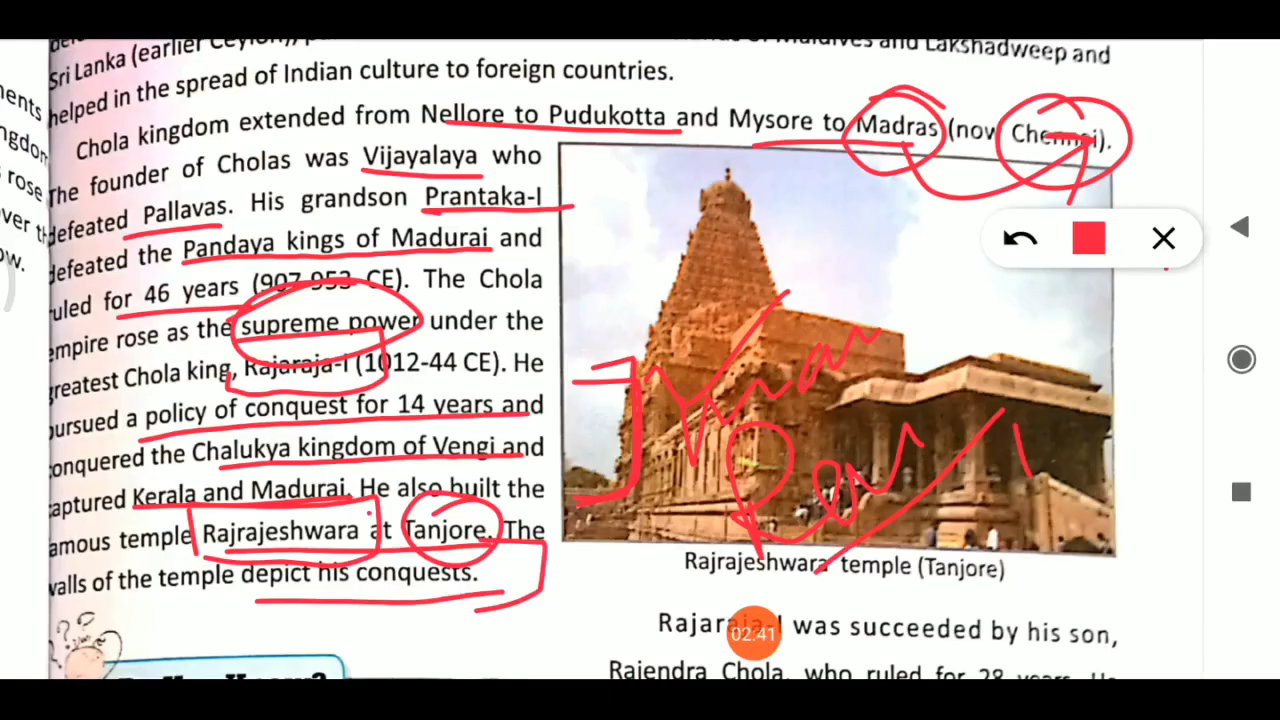 Sri Lanka (earlier Ceylon), Maldives and Lakshadweep and
helped in the spread of Indian culture to foreign countries.
Chola kingdom extended from Nellore to Pudukotta and Mysore to Madras (now Chennai).
The founder of Cholas was Vijayalaya who
defeated Pallavas. His grandson Prantaka-I
defeated the Pandaya kings of Madurai and
ruled for 46 years (907-953 CE). The Chola
empire rose as the supreme power under the
greatest Chola king, Rajaraja-I (1012-44 CE). He
pursued a policy of conquest for 14 years and
conquered the Chalukya kingdom of Vengi and
captured Kerala and Madurai. He also built the
famous temple Rajrajeshwara at Tanjore. The
walls of the temple depict his conquests.
Rajrajeshwara temple (Tanjore)
Rajaraja-I was succeeded by his son,
Rajendra Chola, who ruled for 28 years. He
02:41